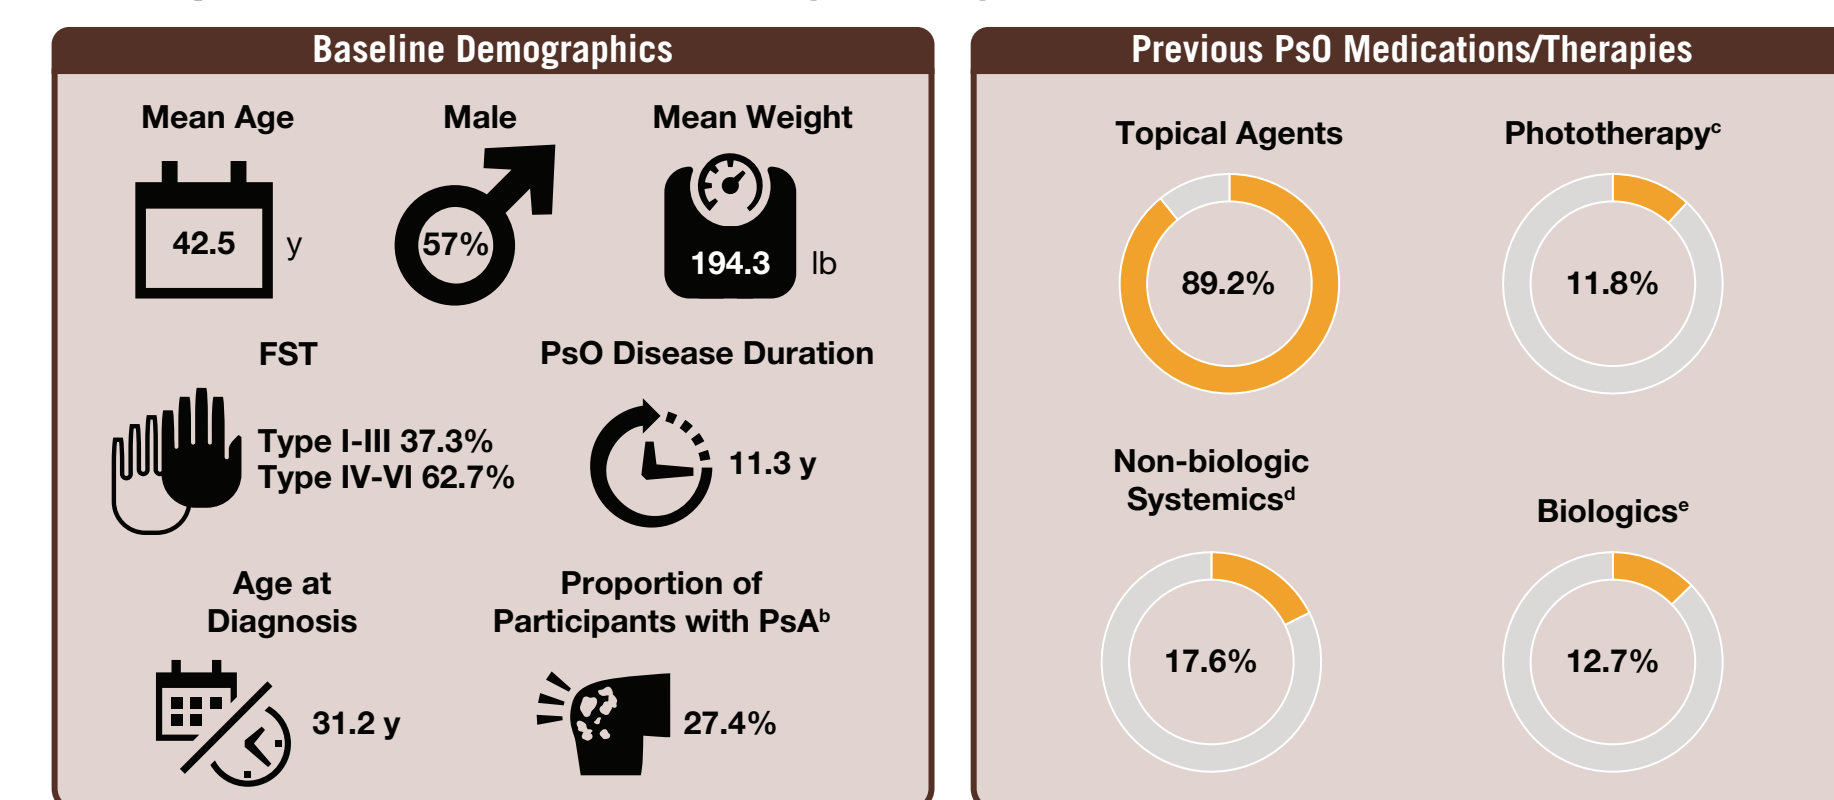 Baseline Demographics
Mean Age
Male
Mean Weight
42.5 y
57%
194.3 lb
FST
PsO Disease Duration
Type I-III 37.3%
Type IV-VI 62.7%
11.3 y
Age at
Diagnosis
Proportion of
Participants with PsAᵇ
31.2 y
27.4%
Previous PsO Medications/Therapies
Topical Agents
Phototherapyᶜ
89.2%
11.8%
Non-biologic
Systemicsᵈ
Biologicsᵉ
17.6%
12.7%